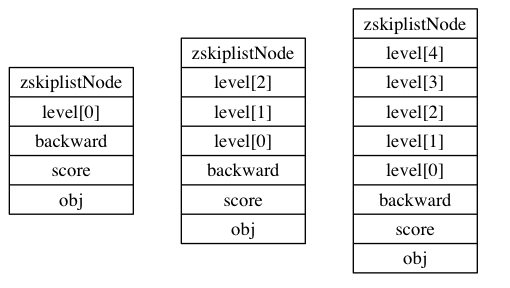 zskiplistNode
level[0]
backward
score
obj
zskiplistNode
level[2]
level[1]
level[0]
backward
score
obj
zskiplistNode
level[4]
level[3]
level[2]
level[1]
level[0]
backward
score
obj